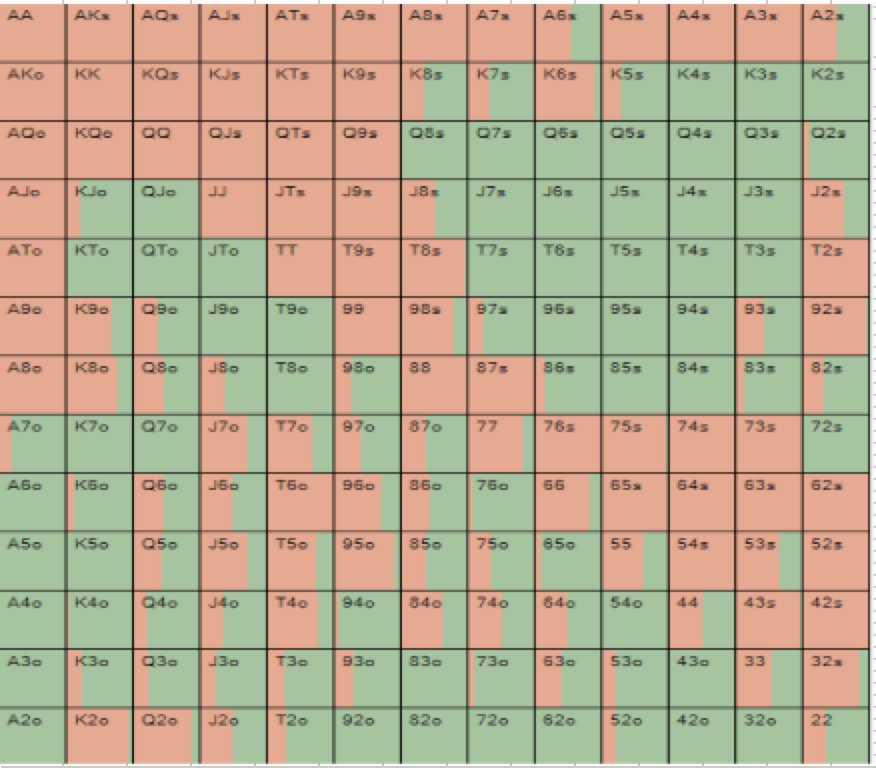 AA AKs AQs AJs ATs A9s A8s A7s A6s A5s A4s A3s A2s
AKo KK KQs KJs KTs K9s K8s K7s K6s K5s K4s K3s K2s
AQo KQo QQ QJs QTs Q9s Q8s Q7s Q6s Q5s Q4s Q3s Q2s
AJo KJo QJo JJ JTs J9s J8s J7s J6s J5s J4s J3s J2s
ATo KTo QTo JTo TT T9s T8s T7s T6s T5s T4s T3s T2s
A9o K9o Q9o J9o T9o 99 98s 97s 96s 95s 94s 93s 92s
A8o K8o Q8o J8o T8o 98o 88 87s 86s 85s 84s 83s 82s
A7o K7o Q7o J7o T7o 97o 87o 77 76s 75s 74s 73s 72s
A6o K6o Q6o J6o T6o 96o 86o 76o 66 65s 64s 63s 62s
A5o K5o Q5o J5o T5o 95o 85o 75o 65o 55 54s 53s 52s
A4o K4o Q4o J4o T4o 94o 84o 74o 64o 54o 44 43s 42s
A3o K3o Q3o J3o T3o 93o 83o 73o 63o 53o 43o 33 32s
A2o K2o Q2o J2o T2o 92o 82o 72o 62o 52o 42o 32o 22